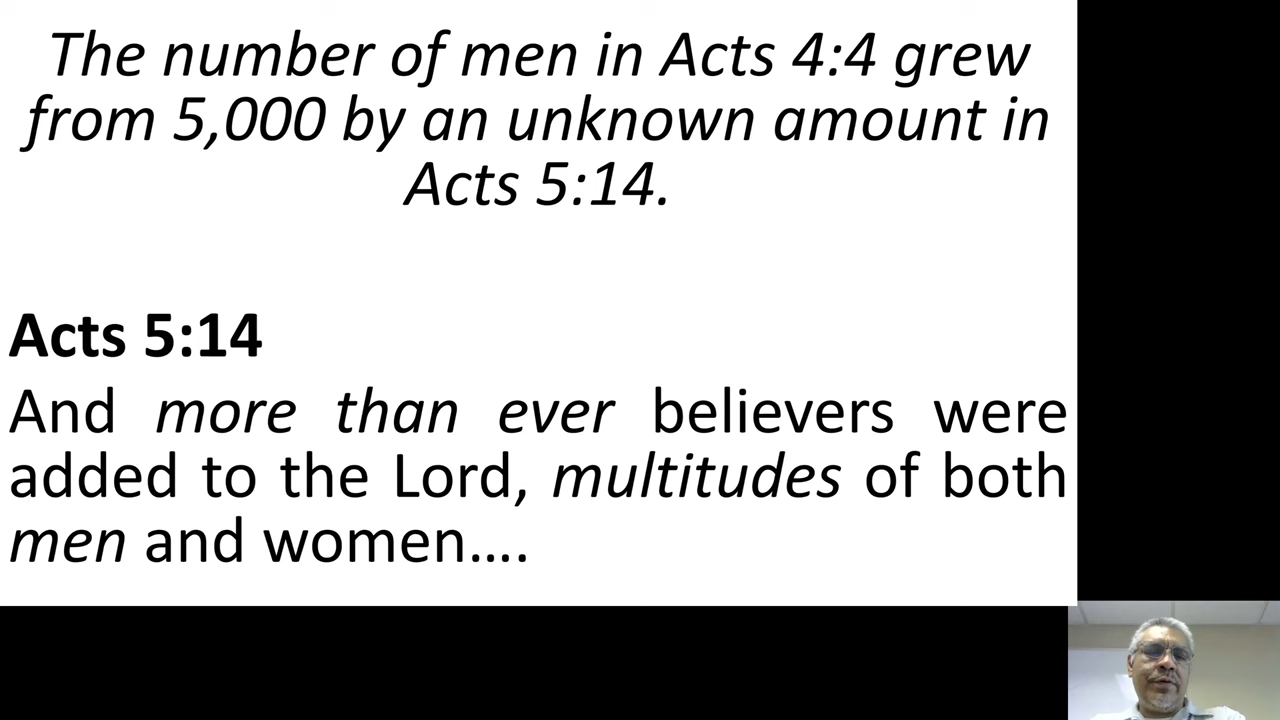 The number of men in Acts 4:4 grew
from 5,000 by an unknown amount in
Acts 5:14.
Acts 5:14
And more than ever believers were
added to the Lord, multitudes of both
men and women….